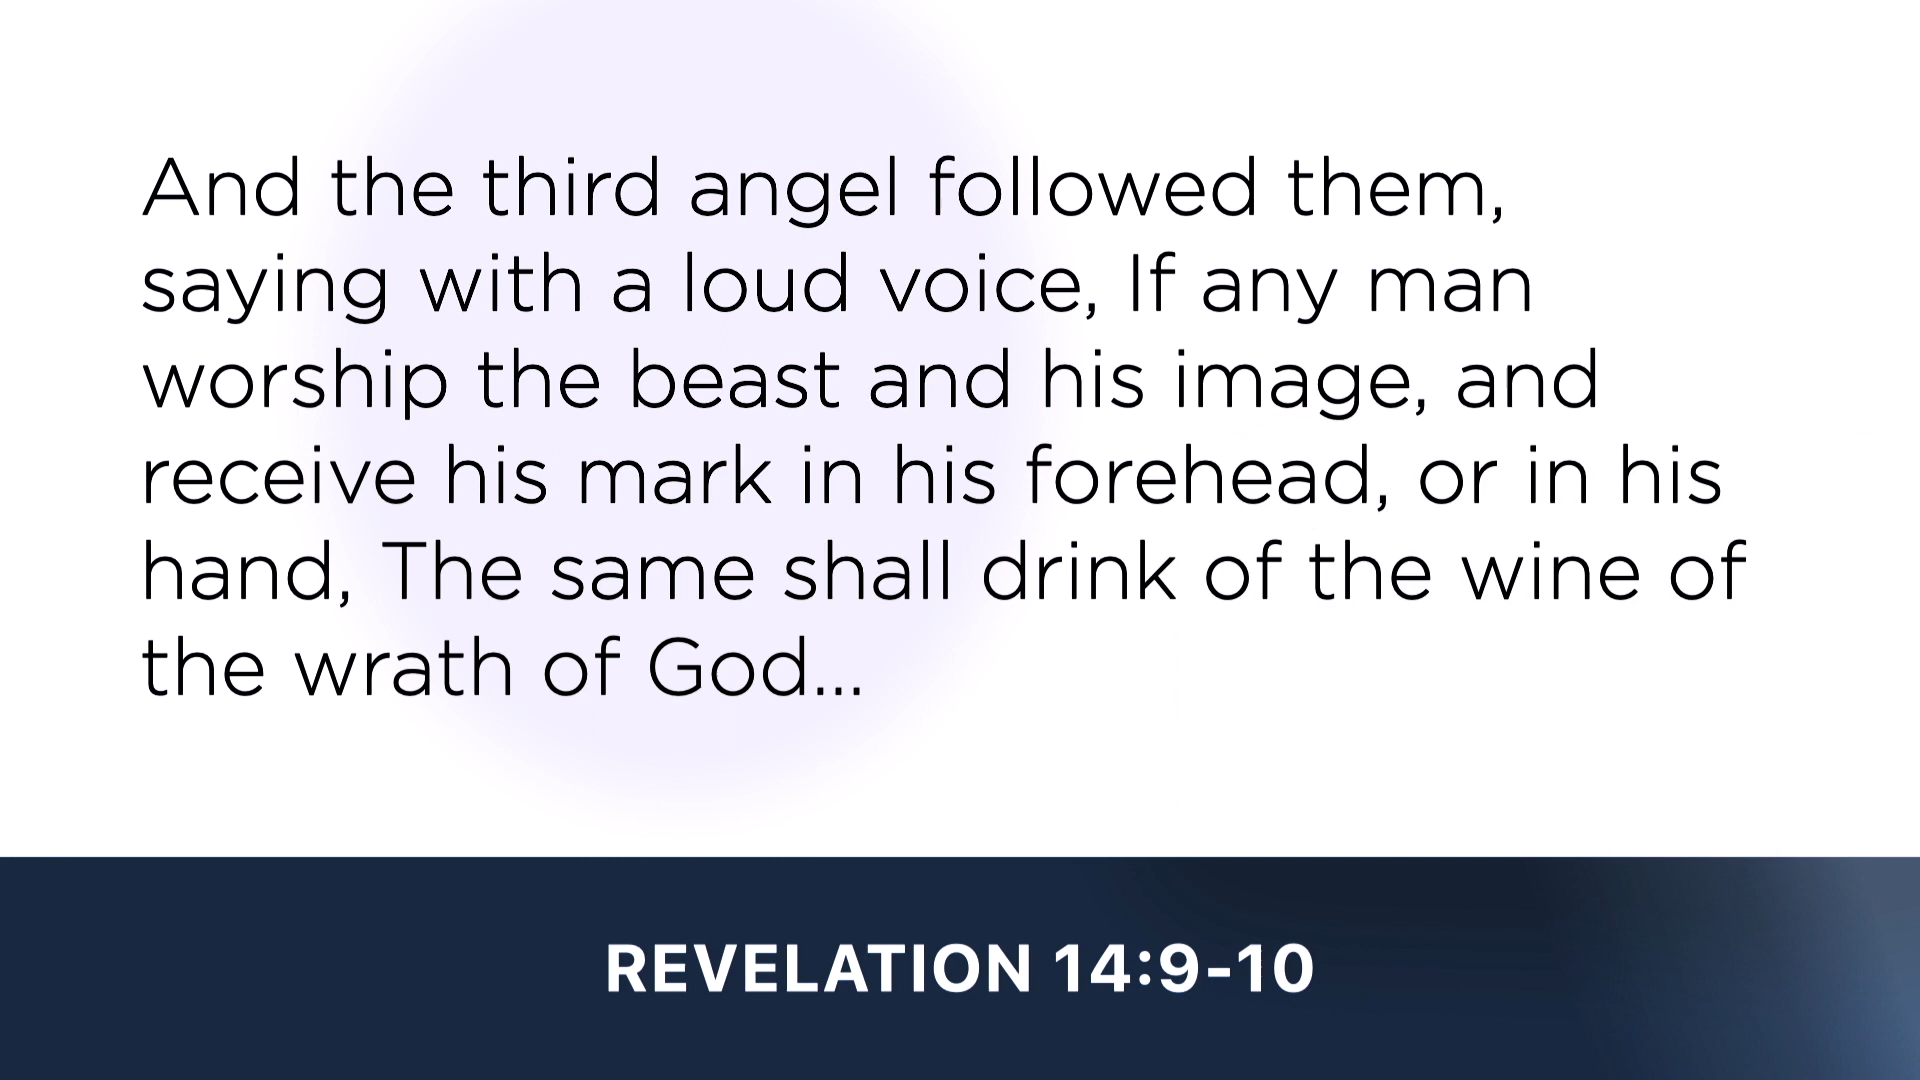 And the third angel followed them,
saying with a loud voice, If any man
worship the beast and his image, and
receive his mark in his forehead, or in his
hand, The same shall drink of the wine of
the wrath of God...
REVELATION 14:9-10